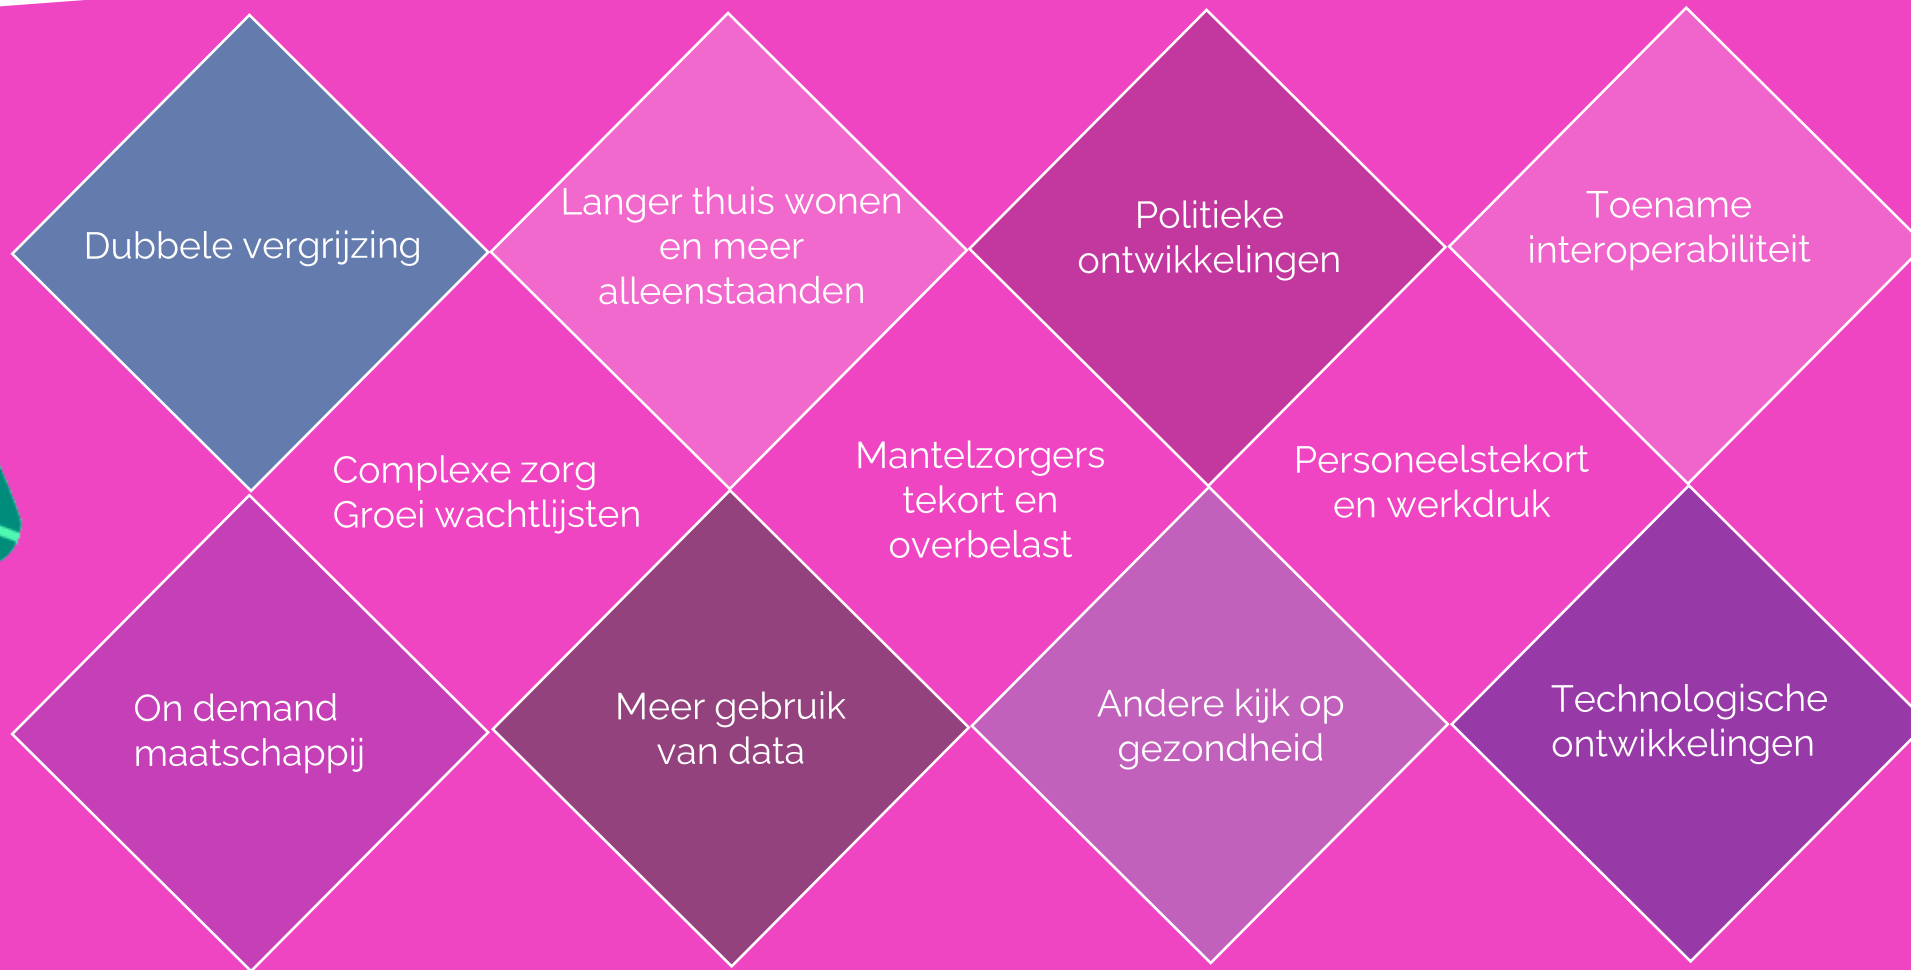 Dubbele vergrijzing
Langer thuis wonen
en meer
alleenstaanden
Politieke
ontwikkelingen
Toename
interoperabiliteit
Complexe zorg
Groei wachtlijsten
Mantelzorgers
tekort en
overbelast
Personeelstekort
en werkdruk
On demand
maatschappij
Meer gebruik
van data
Andere kijk op
gezondheid
Technologische
ontwikkelingen